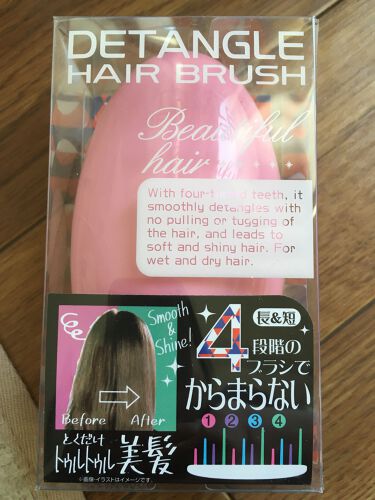 DETANGLE
HAIR BRUSH
Beautiful
hair
With four-tiered teeth, it
smoothly detangles with
no pulling or tugging of
the hair, and leads to
soft and shiny hair. For
wet and dry hair.
Smooth
&
Shine!
Before
After
とくだけ
トゥルトゥル美髪
長&短
4段階の
ブラシで
からまらない
1 2 3 4
※画像・イラストはイメージです。